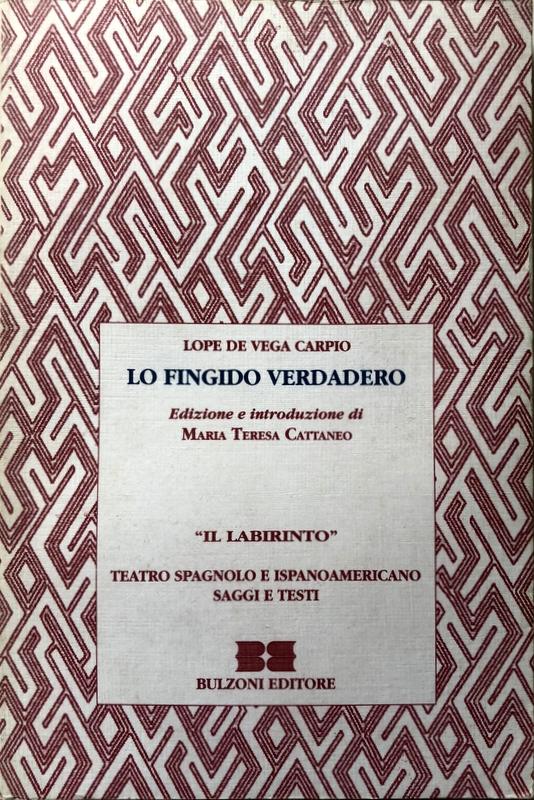 LOPE DE VEGA CARPIO
LO FINGIDO VERDADERO
Edizione e introduzione di
MARIA TERESA CATTANEO
"IL LABIRINTO"
TEATRO SPAGNOLO E ISPANOAMERICANO
SAGGI E TESTI
BULZONI EDITORE